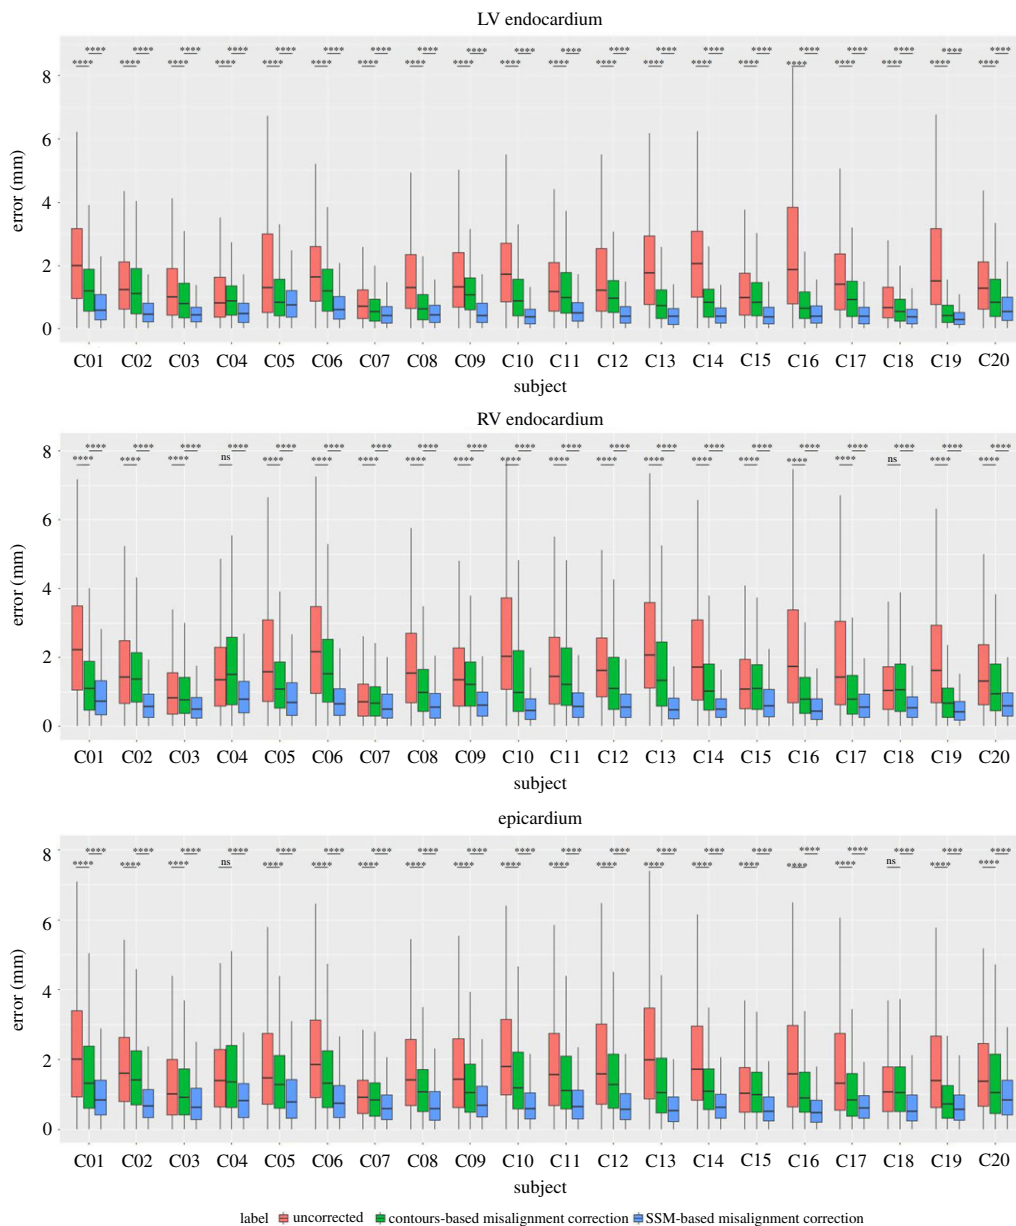 LV endocardium
**** **** **** **** **** **** **** **** **** **** **** **** **** **** **** **** **** **** **** ****
**** **** **** **** **** **** **** **** **** **** **** **** **** **** **** **** **** **** **** ****
8
6
4
2
0
error (mm)
C01 C02 C03 C04 C05 C06 C07 C08 C09 C10 C11 C12 C13 C14 C15 C16 C17 C18 C19 C20
subject
RV endocardium
**** **** **** **** **** **** **** **** **** **** **** **** **** **** **** **** **** **** **** ****
**** **** **** ns **** **** **** **** **** **** **** **** **** **** **** **** **** ns **** ****
8
6
4
2
0
error (mm)
C01 C02 C03 C04 C05 C06 C07 C08 C09 C10 C11 C12 C13 C14 C15 C16 C17 C18 C19 C20
subject
epicardium
**** **** **** **** **** **** **** **** **** **** **** **** **** **** **** **** **** **** **** ****
**** **** **** ns **** **** **** **** **** **** **** **** **** **** **** **** **** ns **** ****
8
6
4
2
0
error (mm)
C01 C02 C03 C04 C05 C06 C07 C08 C09 C10 C11 C12 C13 C14 C15 C16 C17 C18 C19 C20
subject
label uncorrected contours-based misalignment correction SSM-based misalignment correction